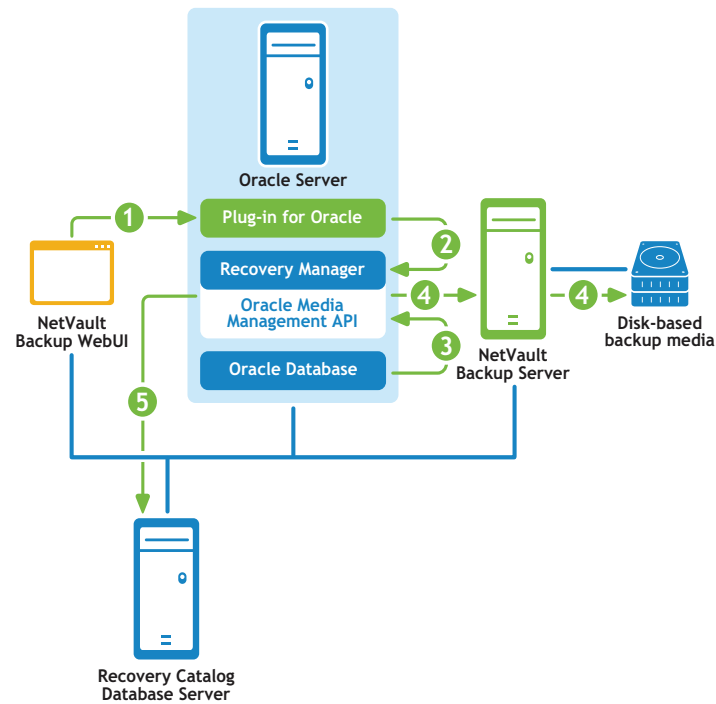 Oracle Server
1
Plug-in for Oracle
2
Recovery Manager
Oracle Media
Management API
4
4
3
Oracle Database
NetVault
Backup WebUI
NetVault
Backup Server
Disk-based
backup media
5
Recovery Catalog
Database Server